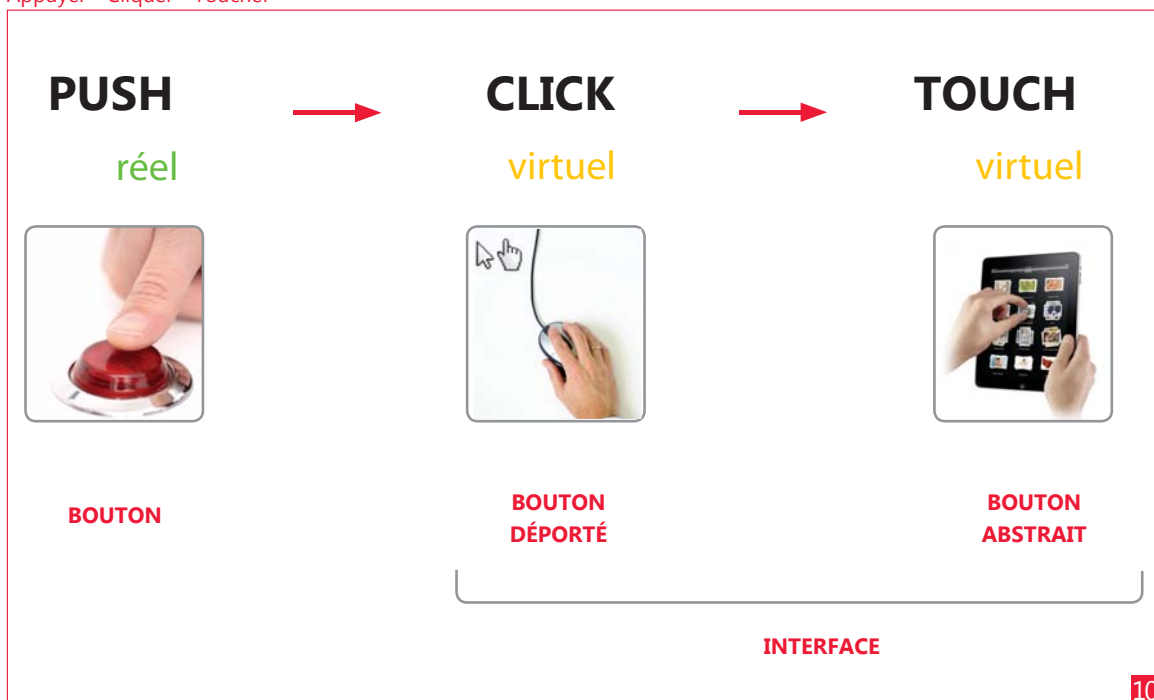 PUSH
CLICK
TOUCH
réel
virtuel
virtuel
BOUTON
BOUTON
DÉPORTÉ
BOUTON
ABSTRAIT
INTERFACE
10